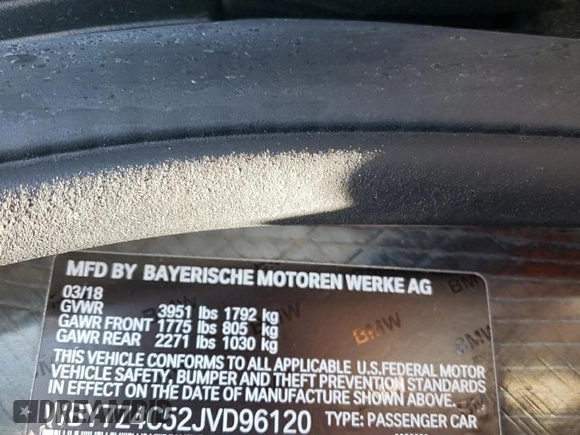 MFD BY BAYERISCHE MOTOREN WERKE AG
03/18
GVWR 3951 lbs 1792 kg
GAWR FRONT 1775 lbs 805 kg
GAWR REAR 2271 lbs 1030 kg
THIS VEHICLE CONFORMS TO ALL APPLICABLE U.S.FEDERAL MOTOR
VEHICLE SAFETY, BUMPER AND THEFT PREVENTION STANDARDS
IN EFFECT ON THE DATE OF MANUFACTURE SHOWN ABOVE.
TYPE: PASSENGER CAR
BMW
BMW